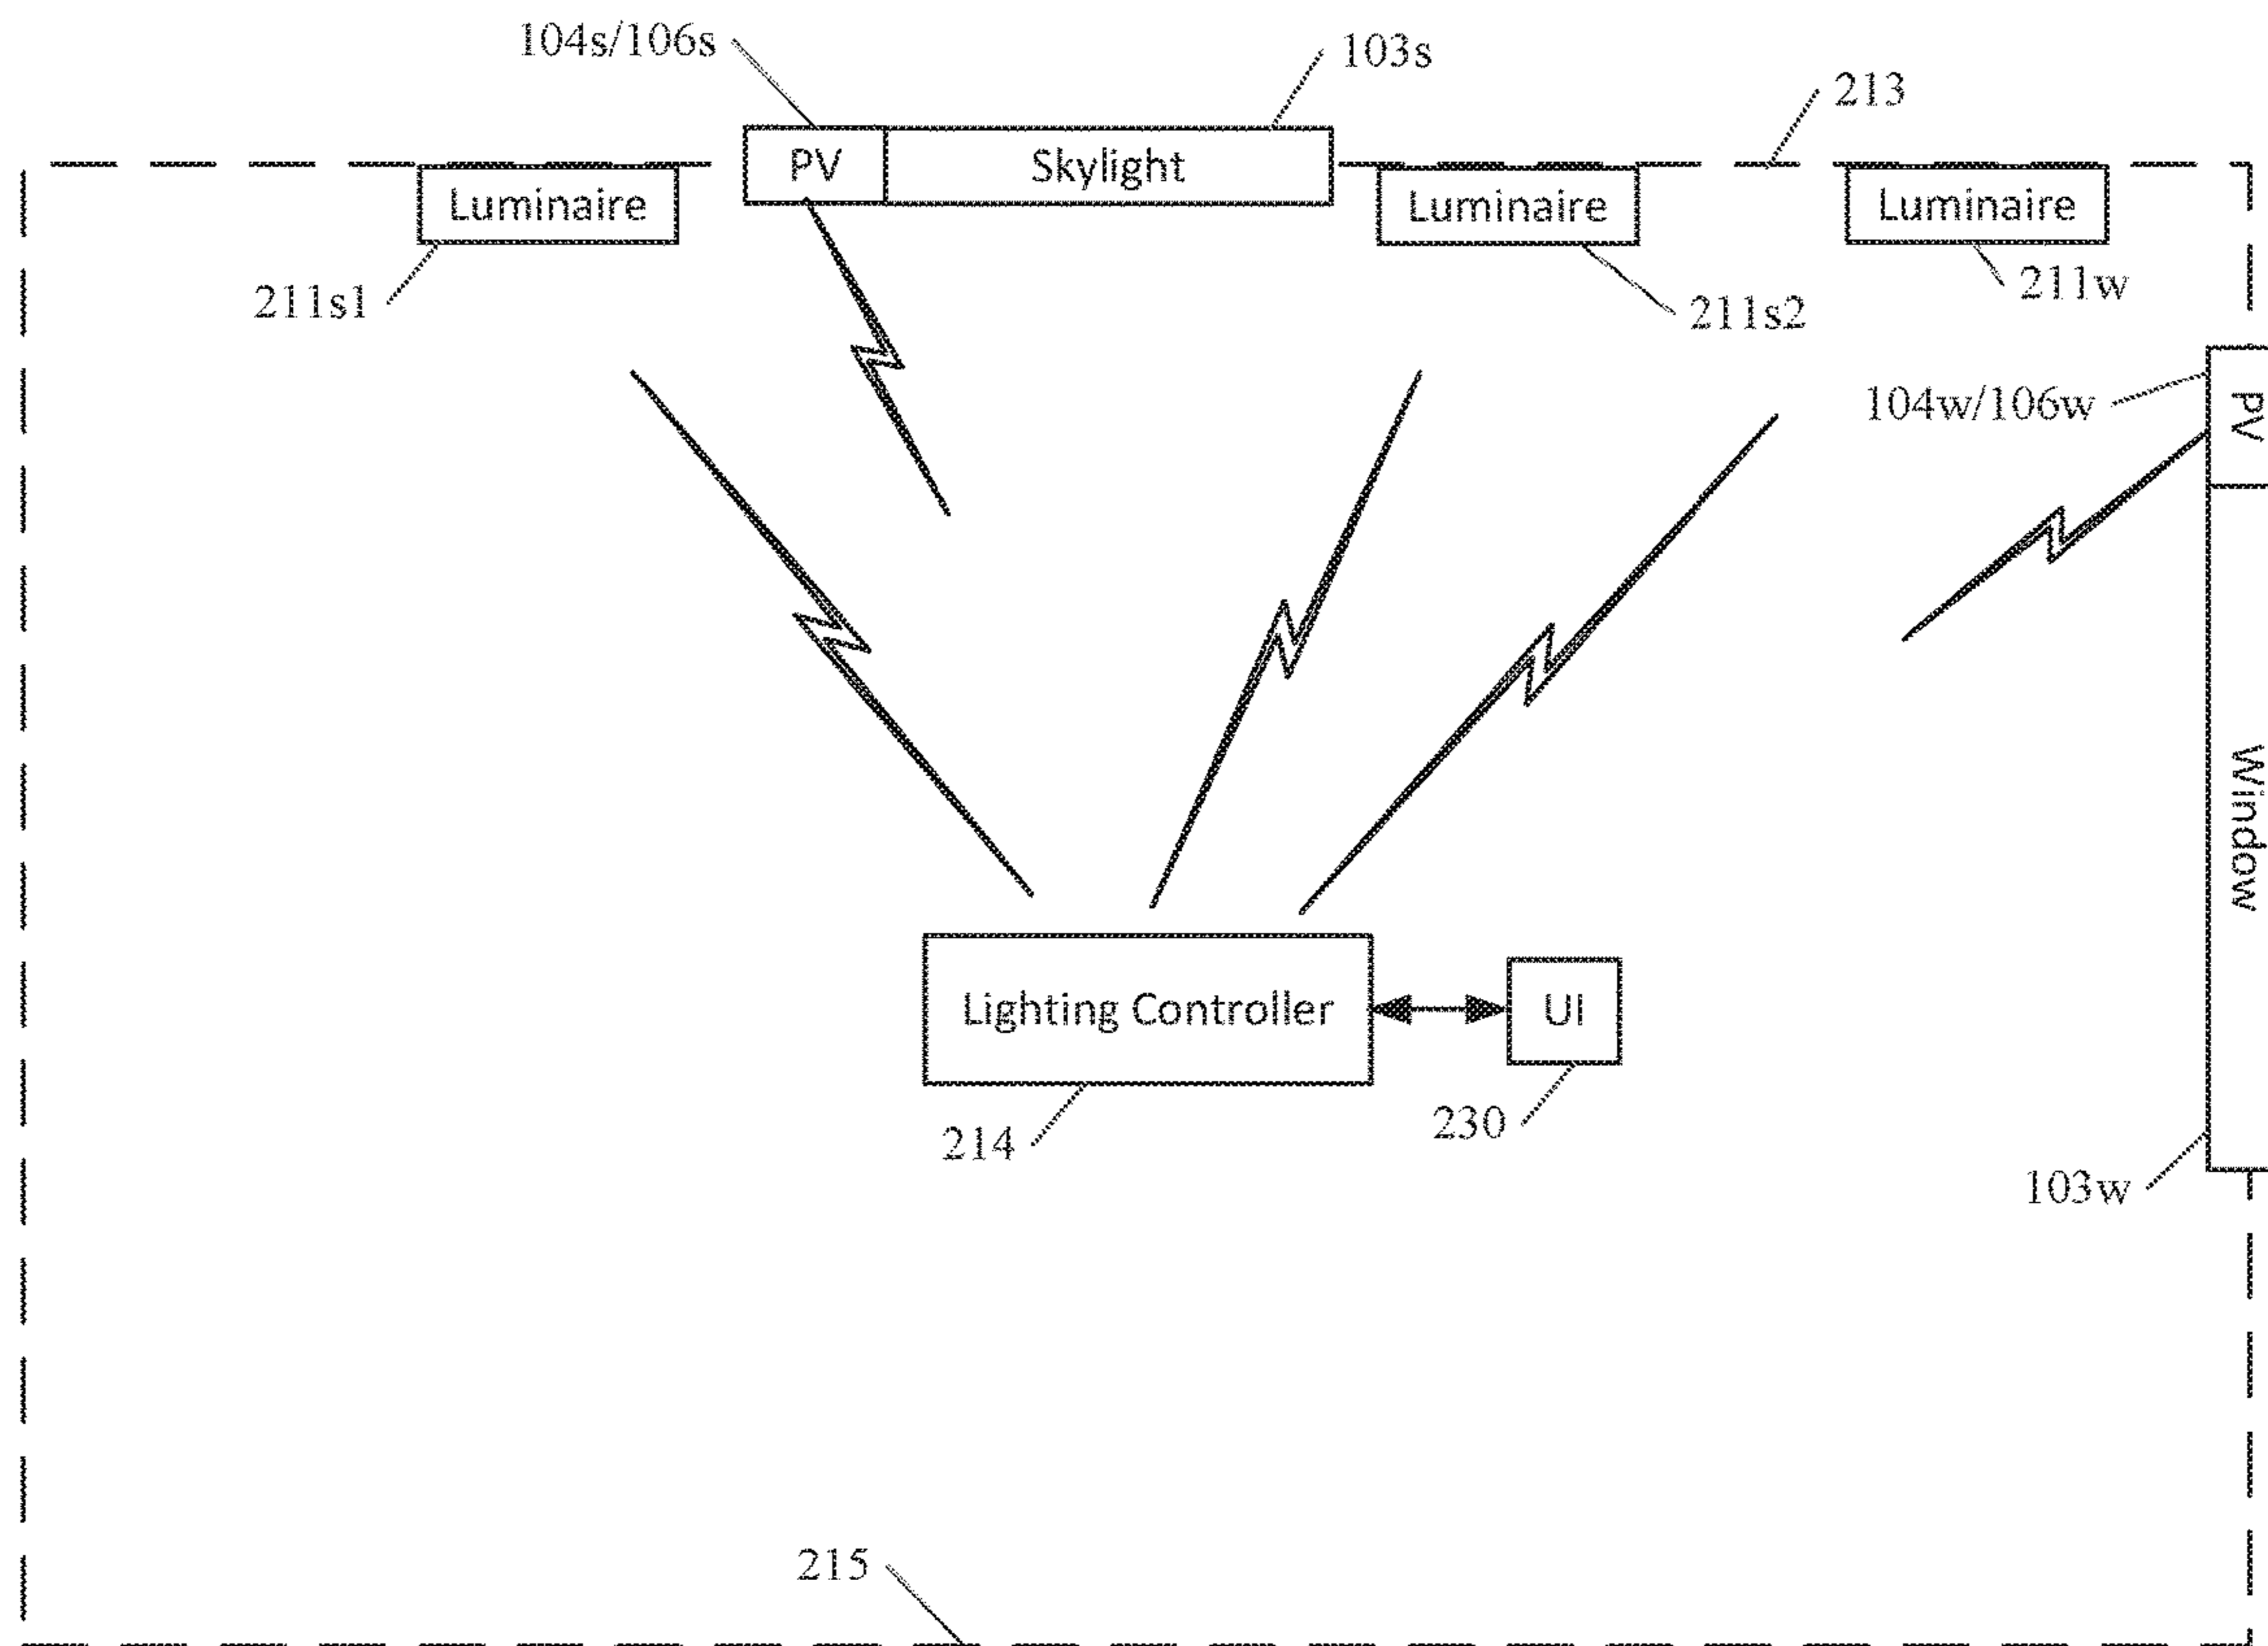 104s/106s
103s
213
PV
Skylight
Luminaire
Luminaire
Luminaire
211s1
211s2
211w
104w/106w
PV
Window
Lighting Controller
UI
214
230
103w
215